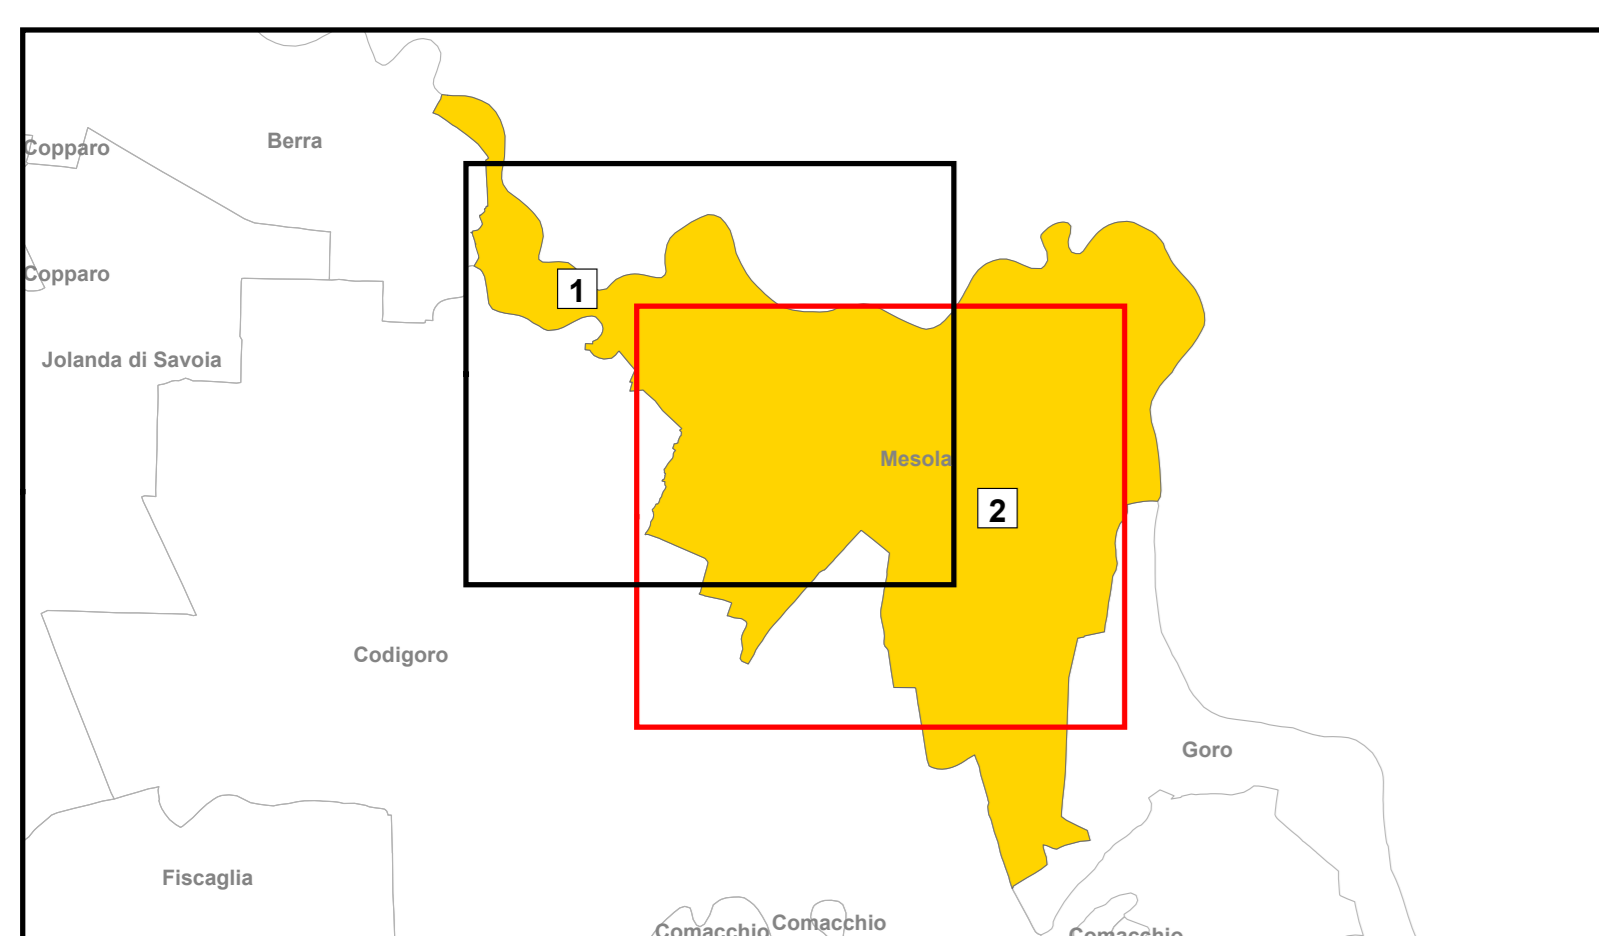 Berra
Copparo
Copparo
1
Jolanda di Savoia
Mesola
2
Codigoro
Goro
Fiscaglia
Comacchio
Comacchio
Comacchio